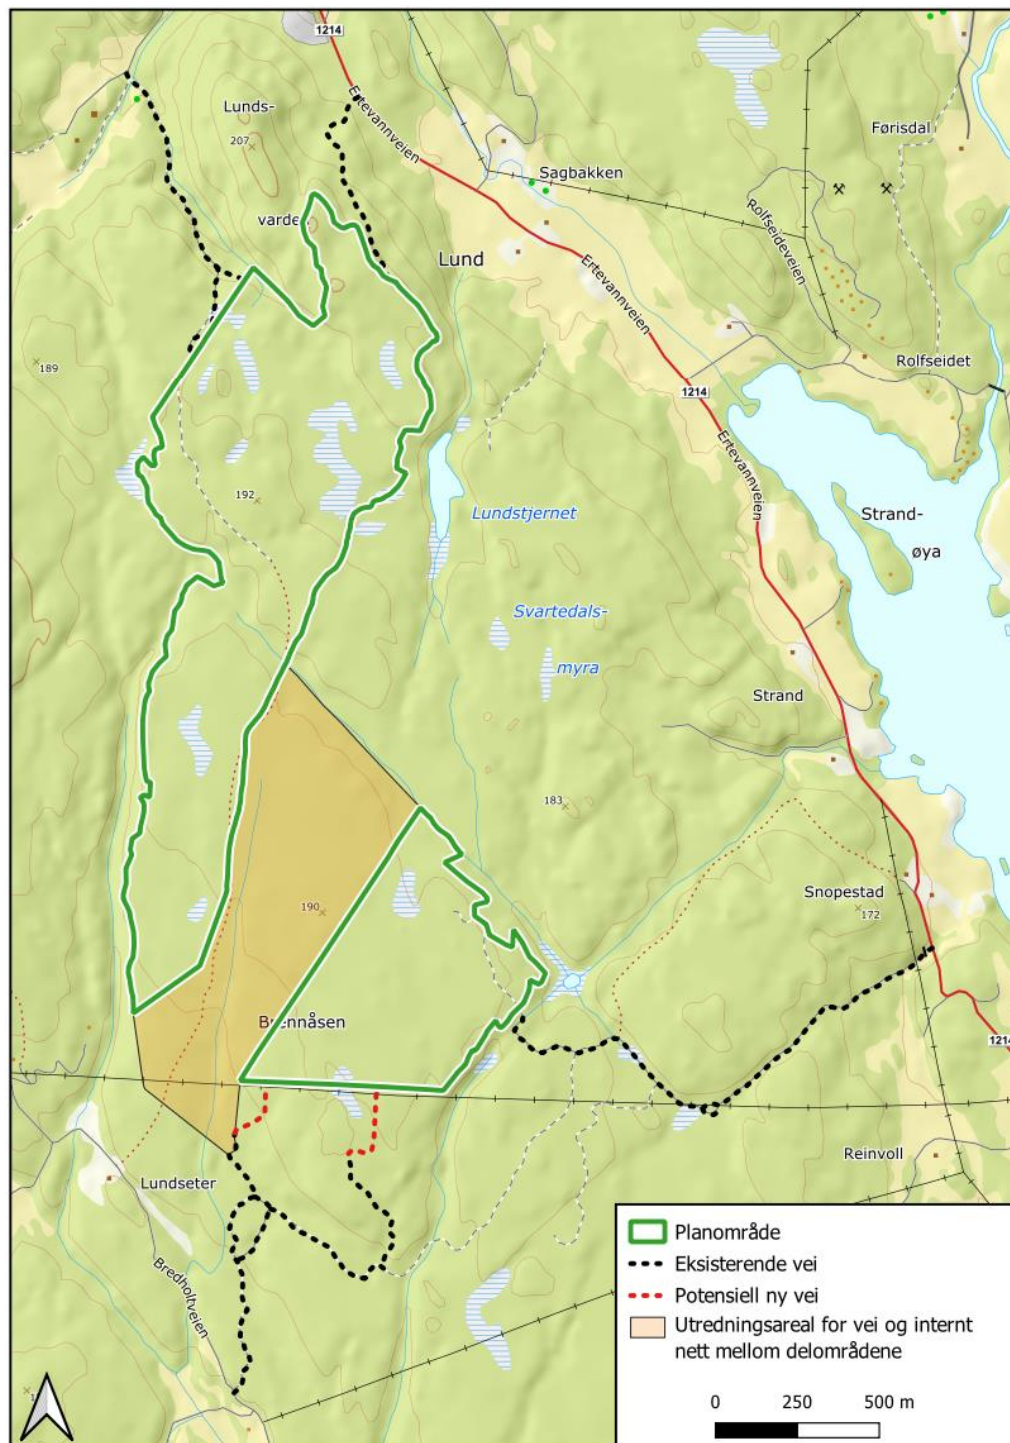 1214
Lunds-
207
varde
Ertevannveien
Sagbakken
Førisdal
Rolfseideveien
Lund
Ertevannveien
189
Rolfseidet
1214
Ertevannveien
192
Lundstjernet
Strand-
øya
Svartedals-
myra
Strand
183
190
Snopestad
172
Brennåsen
1214
Reinvoll
Lundseter
Bredholtveien
Planområde
Eksisterende vei
Potensiell ny vei
Utredningsareal for vei og internt
nett mellom delområdene
0 250 500 m